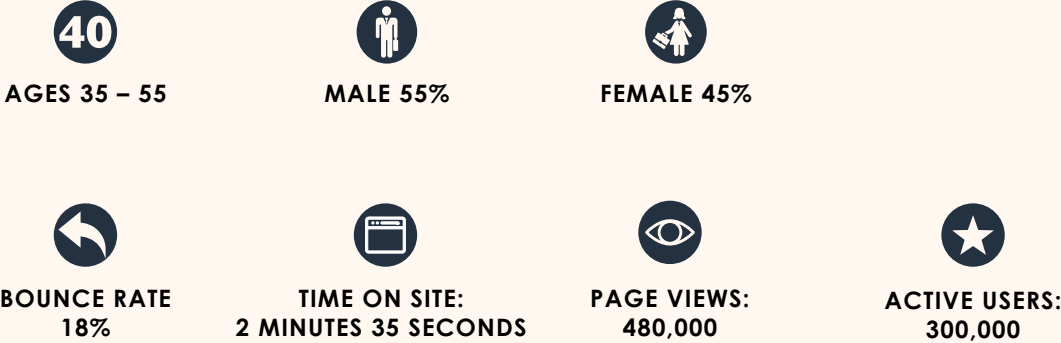 40
AGES 35 – 55
MALE 55%
FEMALE 45%
BOUNCE RATE
18%
TIME ON SITE:
2 MINUTES 35 SECONDS
PAGE VIEWS:
480,000
ACTIVE USERS:
300,000